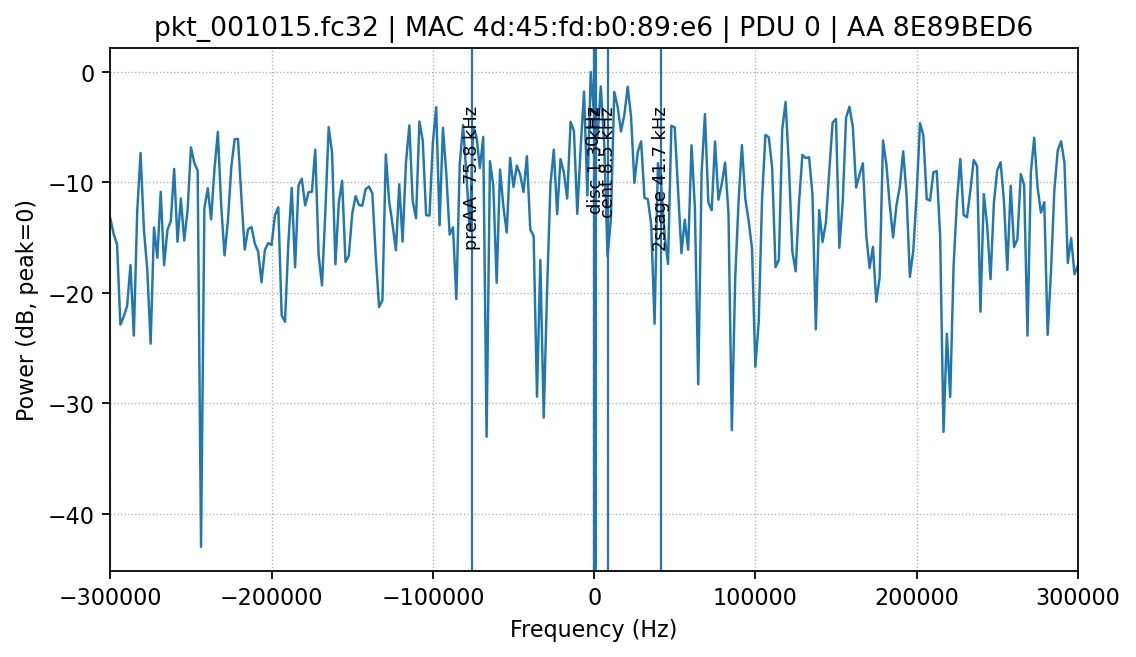 pkt_001015.fc32 | MAC 4d:45:fd:b0:89:e6 | PDU 0 | AA 8E89BED6
Power (dB, peak=0)
0
−10
−20
−30
−40
preAA -75.8 kHz
cent 8.5 kHz
2stage 41.7 kHz
−300000
−200000
−100000
0
100000
200000
300000
Frequency (Hz)